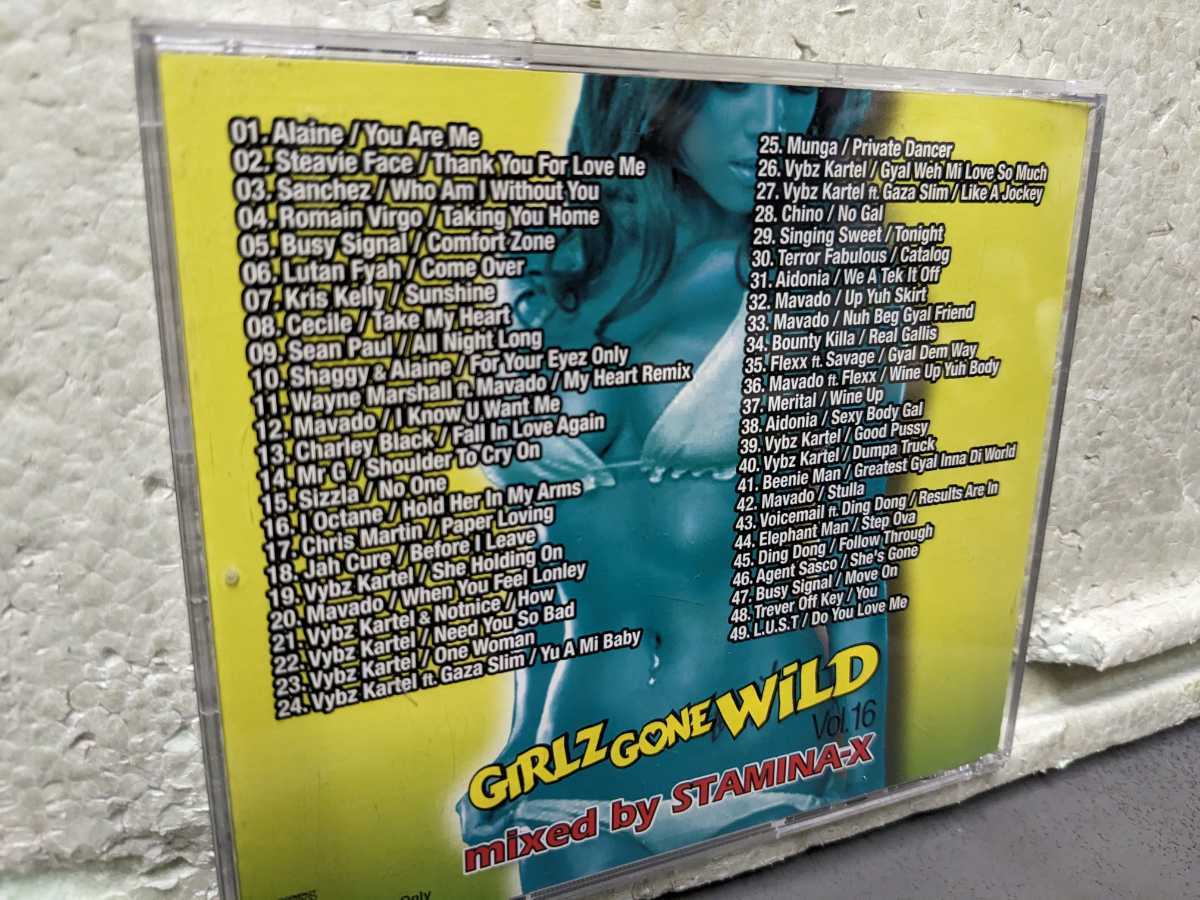 01. Alaine / You Are Me
02. Steavie Face / Thank You For Love Me
03. Sanchez / Who Am I Without You
04. Romain Virgo / Taking You Home
05. Busy Signal / Comfort Zone
06. Lutan Fyah / Come Over
07. Kris Kelly / Sunshine
08. Cecile / Take My Heart
09. Sean Paul / All Night Long
10. Shaggy & Alaine / For Your Eyez Only
11. Wayne Marshall ft. Mavado / My Heart Remix
12. Mavado / I Know U Want Me
13. Charley Black / Fall In Love Again
14. Mr. G / Shoulder To Cry On
15. Sizzla / No One
16. I Octane / Hold Her In My Arms
17. Chris Martin / Paper Loving
18. Jah Cure / Before I Leave
19. Vybz Kartel / She Holding On
20. Mavado / When You Feel Lonley
21. Vybz Kartel & Notnice / How
22. Vybz Kartel / Need You So Bad
23. Vybz Kartel / One Woman
24. Vybz Kartel ft. Gaza Slim / Yu A Mi Baby
25. Munga / Private Dancer
26. Vybz Kartel / Gyal Weh Mi Love So Much
27. Vybz Kartel ft. Gaza Slim / Like A Jockey
28. Chino / No Gal
29. Singing Sweet / Tonight
30. Terror Fabulous / Catalog
31. Aidonia / We A Tek It Off
32. Mavado / Up Yuh Skirt
33. Mavado / Nuh Beg Gyal Friend
34. Bounty Killa / Real Gallis
35. Flexx ft. Savage / Gyal Dem Way
36. Mavado ft. Flexx / Wine Up Yuh Body
37. Merital / Wine Up
38. Aidonia / Sexy Body Gal
39. Vybz Kartel / Good Pussy
40. Vybz Kartel / Dumpa Truck
41. Beenie Man / Greatest Gyal Inna Di World
42. Mavado / Stulla
43. Voicemail ft. Ding Dong / Results Are In
44. Elephant Man / Step Ova
45. Ding Dong / Follow Through
46. Agent Sasco / She's Gone
47. Busy Signal / Move On
48. Trever Off Key / You
49. L.U.S.T / Do You Love Me
GIRLZ GONE WiLD
Vol.16
mixed by STAMINA-X
Only